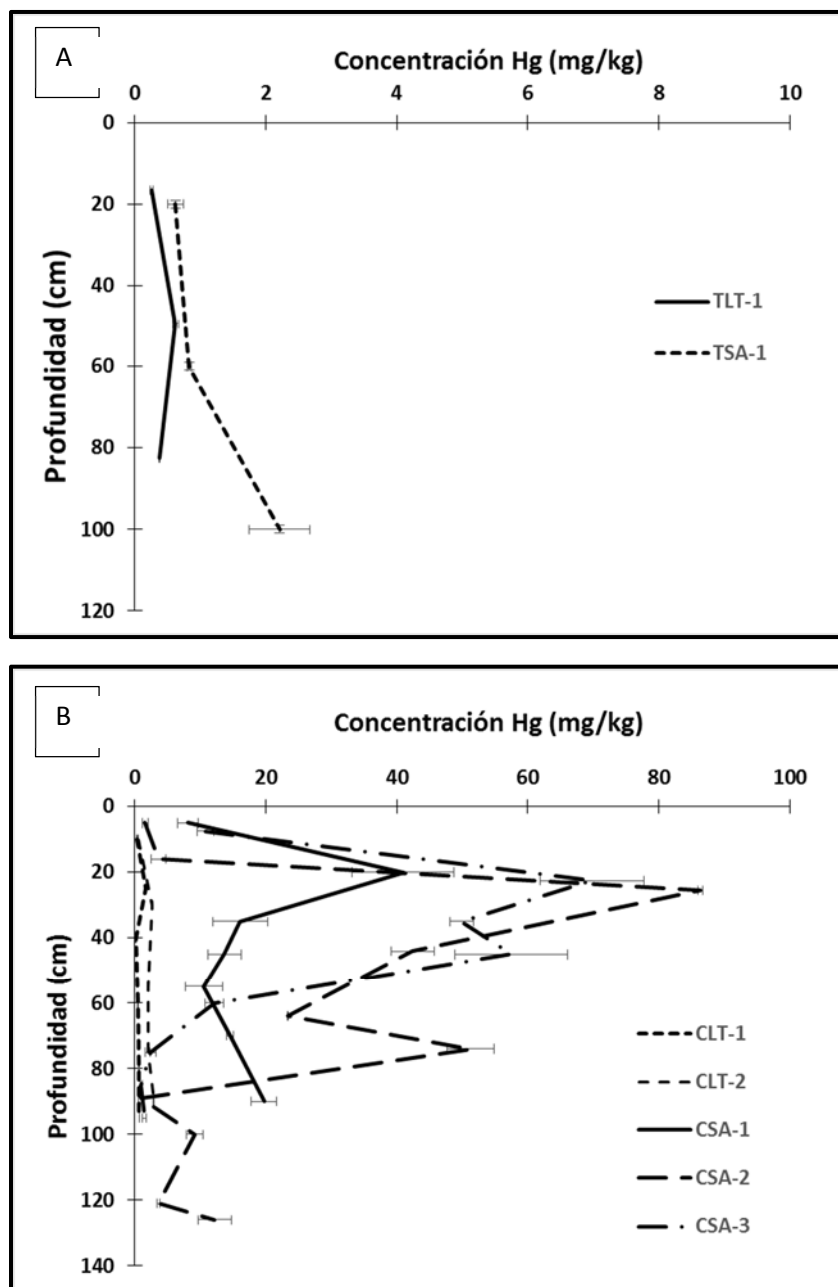 A
Concentración Hg (mg/kg)
0 2 4 6 8 10
0
20
40
60
80
100
120
Profundidad (cm)
TLT-1
TSA-1
B
Concentración Hg (mg/kg)
0 20 40 60 80 100
0
20
40
60
80
100
120
140
Profundidad (cm)
CLT-1
CLT-2
CSA-1
CSA-2
CSA-3